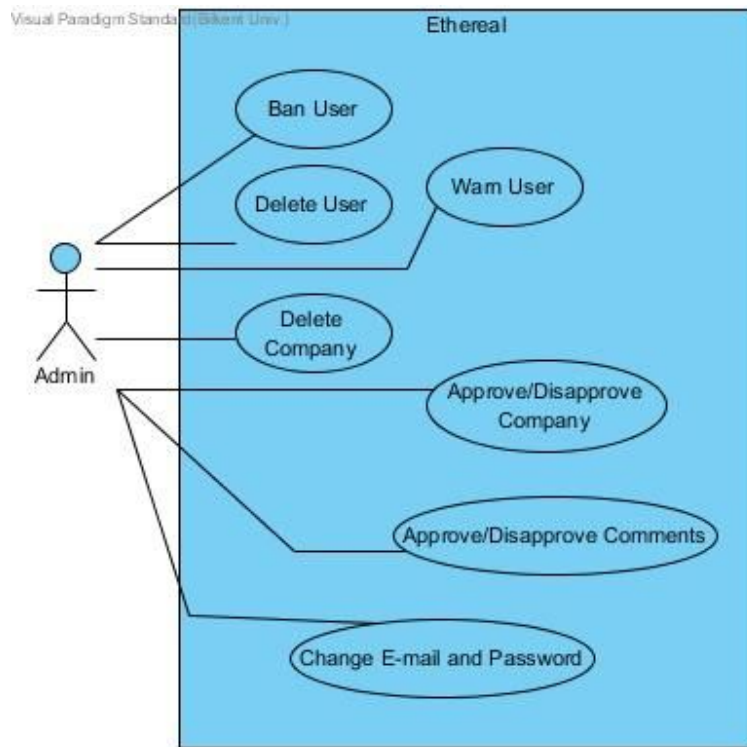 Visual Paradigm Standard(Bilkent Univ.)
Ethereal
Ban User
Warn User
Delete User
Delete
Company
Admin
Approve/Disapprove
Company
Approve/Disapprove Comments
Change E-mail and Password